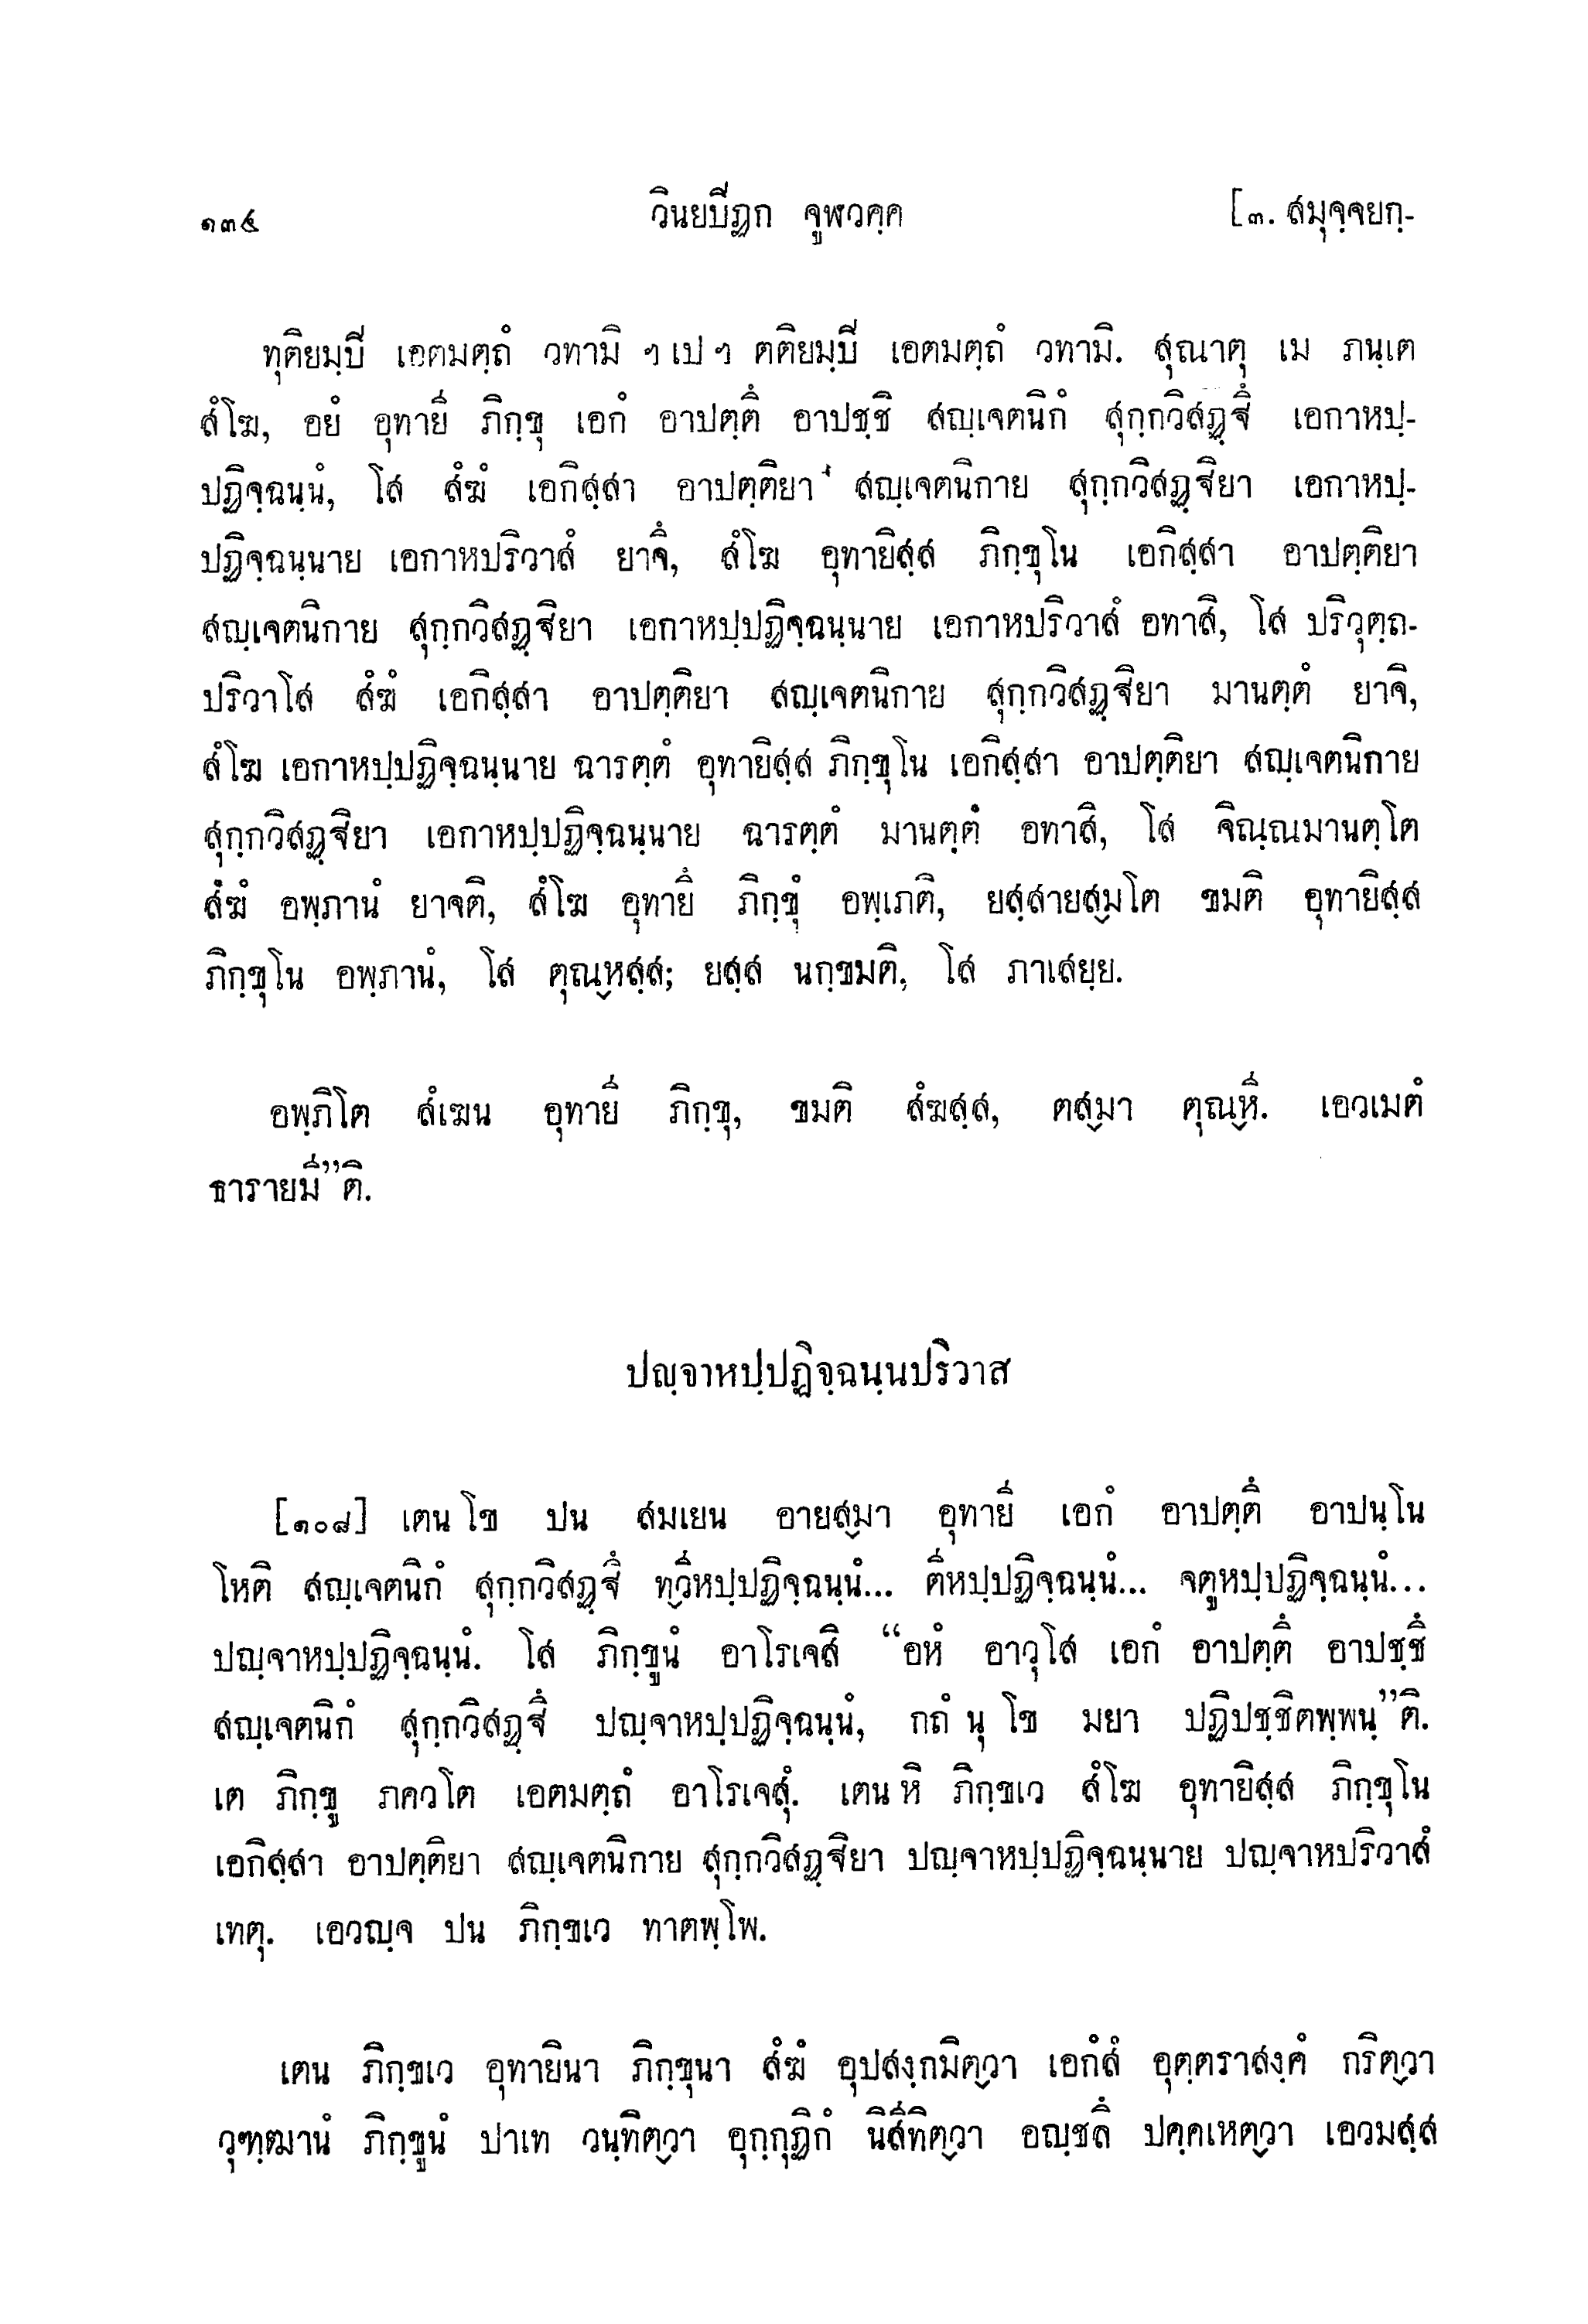 ๑๓๔ วินยปีฏก จูฬวคฺค [๓. สมุจฺจยกฺ-
ทุติยมฺปี เอตมตฺถํ วทามิ ฯ เป ฯ ตติยมฺปี เอตมตฺถํ วทามิ. สุณาตุ เม ภนฺเต
สํโฆ, อยํ อุทายี ภิกฺขุ เอกํ อาปตฺตึ อาปชฺชิ สญฺเจตนิกํ สุกฺกวิสฏฺฐึ เอกาหปฺ-
ปฏิจฺฉนฺนํ, โส สํฆํ เอกิสฺสา อาปตฺติยา สญฺเจตนิกาย สุกฺกวิสฏฺฐิยา เอกาหปฺ-
ปฏิจฺฉนฺนาย เอกาหปริวาสํ ยาจิ, สํโฆ อุทายิสฺส ภิกฺขุโน เอกิสฺสา อาปตฺติยา
สญฺเจตนิกาย สุกฺกวิสฏฺฐิยา เอกาหปฺปฏิจฺฉนฺนาย เอกาหปริวาสํ อทาสิ, โส ปริวุตฺถ-
ปริวาโส สํฆํ เอกิสฺสา อาปตฺติยา สญฺเจตนิกาย สุกฺกวิสฏฺฐิยา มานตฺตํ ยาจิ,
สํโฆ เอกาหปฺปฏิจฺฉนฺนาย ฉารตฺตํ อุทายิสฺส ภิกฺขุโน เอกิสฺสา อาปตฺติยา สญฺเจตนิกาย
สุกฺกวิสฏฺฐิยา เอกาหปฺปฏิจฺฉนฺนาย ฉารตฺตํ มานตฺตํ อทาสิ, โส จิณฺณมานตฺโต
สํฆํ อพฺภานํ ยาจติ, สํโฆ อุทายึ ภิกฺขุํ อพฺเภติ, ยสฺสายสฺมโต ขมติ อุทายิสฺส
ภิกฺขุโน อพฺภานํ, โส ตุณฺหสฺส; ยสฺส นกฺขมติ, โส ภาเสยฺย.
อพฺภิโต สํเฆน อุทายี ภิกฺขุ, ขมติ สํฆสฺส, ตสฺมา ตุณฺหี. เอวเมตํ
ธารายมี”ติ.
ปญฺจาหปฺปฏิจฺฉนฺนปริวาส
[๑๐๘] เตน โข ปน สมเยน อายสฺมา อุทายี เอกํ อาปตฺตึ อาปนฺโน
โหติ สญฺเจตนิกํ สุกฺกวิสฏฺฐึ ทฺวีหปฺปฏิจฺฉนฺนํ... ตีหปฺปฏิจฺฉนฺนํ... จตูหปฺปฏิจฺฉนฺนํ...
ปญฺจาหปฺปฏิจฺฉนฺนํ. โส ภิกฺขูนํ อาโรเจสิ “อหํ อาวุโส เอกํ อาปตฺตึ อาปชฺชึ
สญฺเจตนิกํ สุกฺกวิสฏฺฐึ ปญฺจาหปฺปฏิจฺฉนฺนํ, กถํ นุ โข มยา ปฏิปชฺชิตพฺพนฺ”ติ.
เต ภิกฺขู ภควโต เอตมตฺถํ อาโรเจสุํ. เตน หิ ภิกฺขเว สํโฆ อุทายิสฺส ภิกฺขุโน
เอกิสฺสา อาปตฺติยา สญฺเจตนิกาย สุกฺกวิสฏฺฐิยา ปญฺจาหปฺปฏิจฺฉนฺนาย ปญฺจาหปริวาสํ
เทตุ. เอวญฺจ ปน ภิกฺขเว ทาตพฺโพ.
เตน ภิกฺขเว อุทายินา ภิกฺขุนา สํฆํ อุปสงฺกมิตฺวา เอกํสํ อุตฺตราสงฺคํ กริตฺวา
วุฑฺฒานํ ภิกฺขูนํ ปาเท วนฺทิตฺวา อุกฺกุฏิกํ นิสีทิตฺวา อญฺชลึ ปคฺคเหตฺวา เอวมสฺส